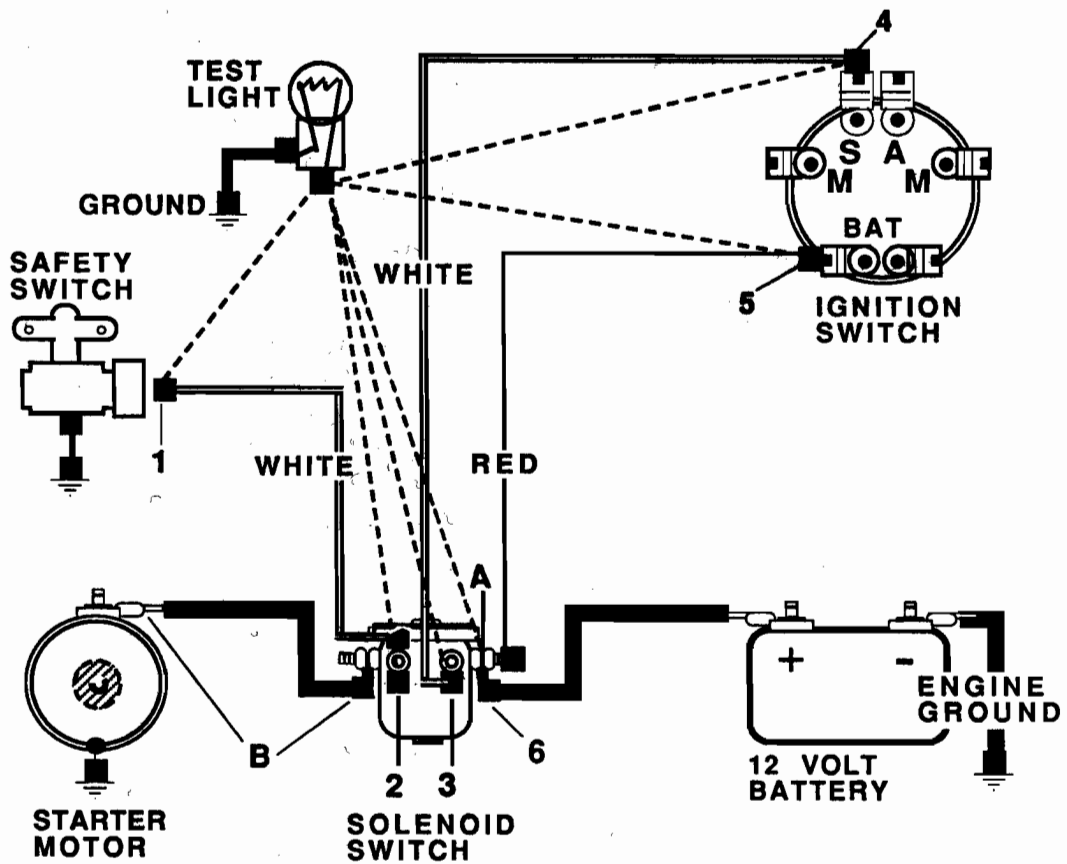 4
TEST
LIGHT
S A
M M
GROUND
BAT
SAFETY
SWITCH
WHITE
5
IGNITION
SWITCH
1
WHITE
RED
A
+ -
ENGINE
GROUND
B
2 3
6
12 VOLT
BATTERY
STARTER
MOTOR
SOLENOID
SWITCH